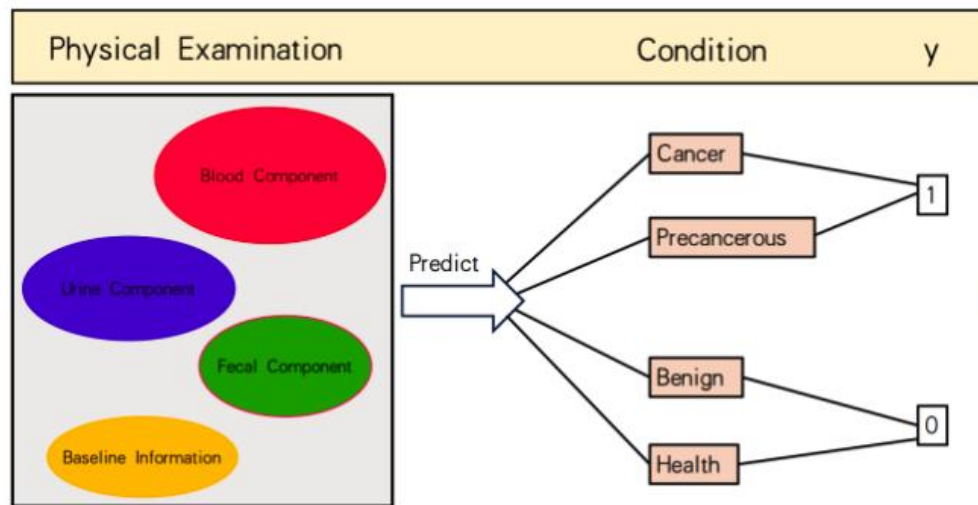 Physical Examination
Condition
y
Blood Component
Urine Component
Fecal Component
Baseline Information
Predict
Cancer
Precancerous
Benign
Health
1
0